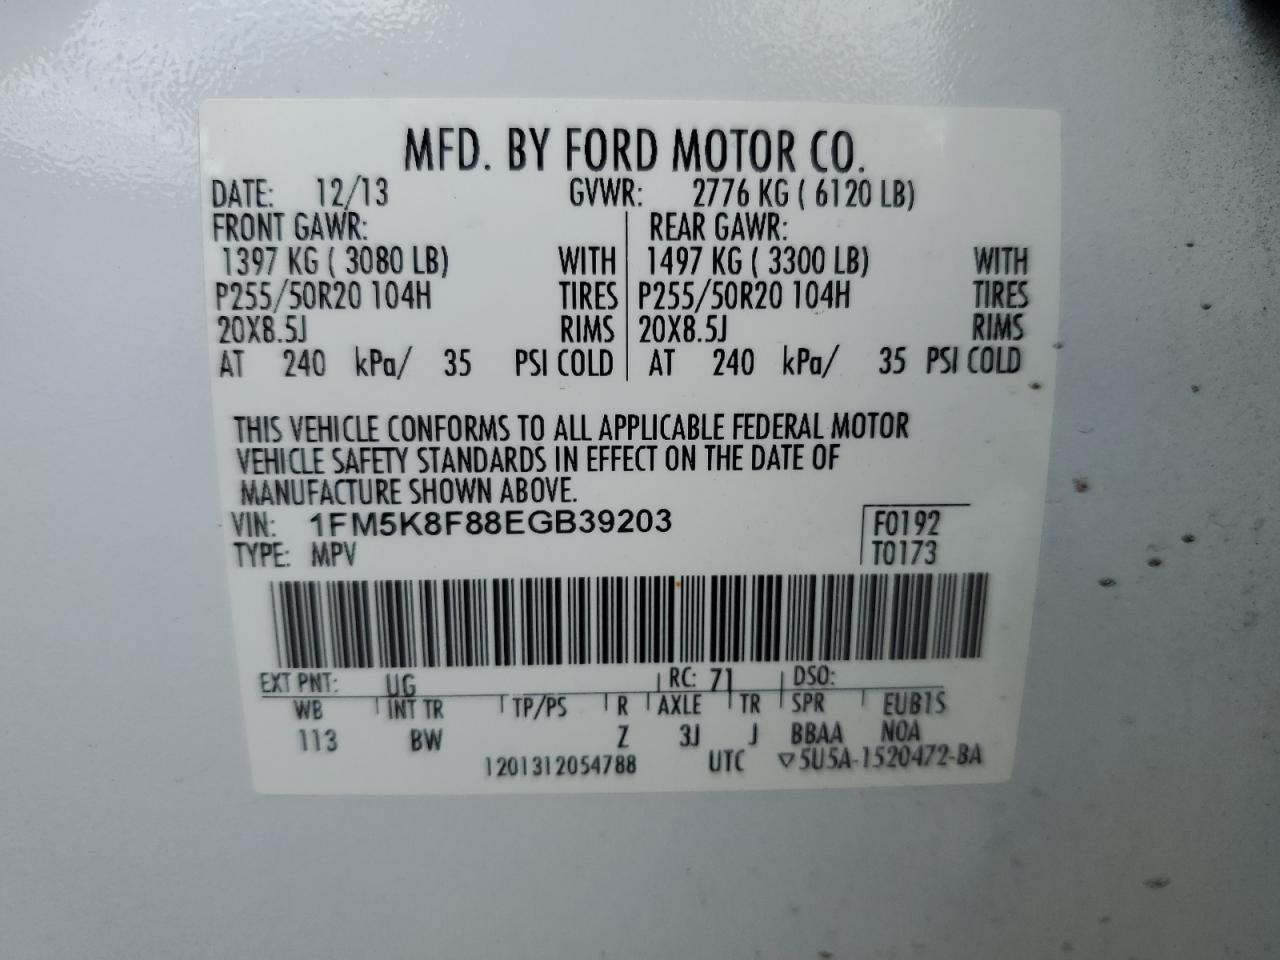 MFD. BY FORD MOTOR CO.
DATE: 12/13 GVWR: 2776 KG ( 6120 LB)
FRONT GAWR: REAR GAWR:
1397 KG ( 3080 LB) WITH 1497 KG ( 3300 LB) WITH
P255/50R20 104H TIRES P255/50R20 104H TIRES
20X8.5J RIMS 20X8.5J RIMS
AT 240 kPa/ 35 PSI COLD AT 240 kPa/ 35 PSI COLD
THIS VEHICLE CONFORMS TO ALL APPLICABLE FEDERAL MOTOR
VEHICLE SAFETY STANDARDS IN EFFECT ON THE DATE OF
MANUFACTURE SHOWN ABOVE.
VIN: 1FM5K8F88EGB39203 F0192
TYPE: MPV T0173
EXT PNT: UG RC: 71 DSO:
WB INT TR TP/PS R AXLE TR SPR EUB1S
113 BW Z 3J J BBAA NOA
1201312054788 UTC ▽5U5A-1520472-BA